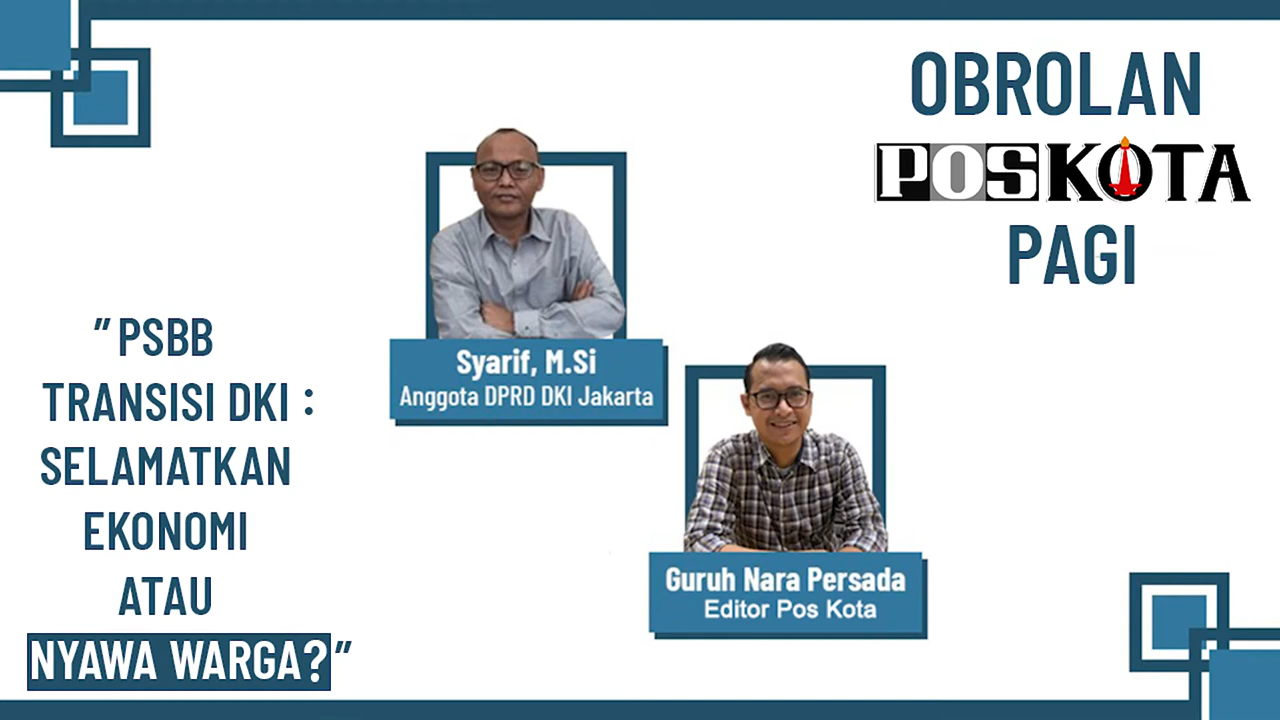 OBROLAN
POSKOTA
PAGI
"PSBB
TRANSISI DKI :
SELAMATKAN
EKONOMI
ATAU
NYAWA WARGA?"
Syarif, M.Si
Anggota DPRD DKI Jakarta
Guruh Nara Persada
Editor Pos Kota